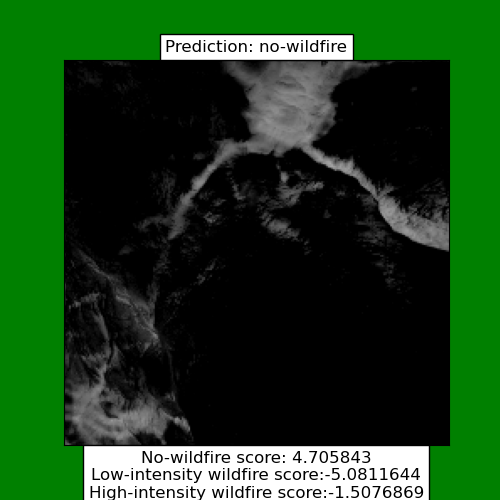 Prediction: no-wildfire
No-wildfire score: 4.705843
Low-intensity wildfire score:-5.0811644
High-intensity wildfire score:-1.5076869